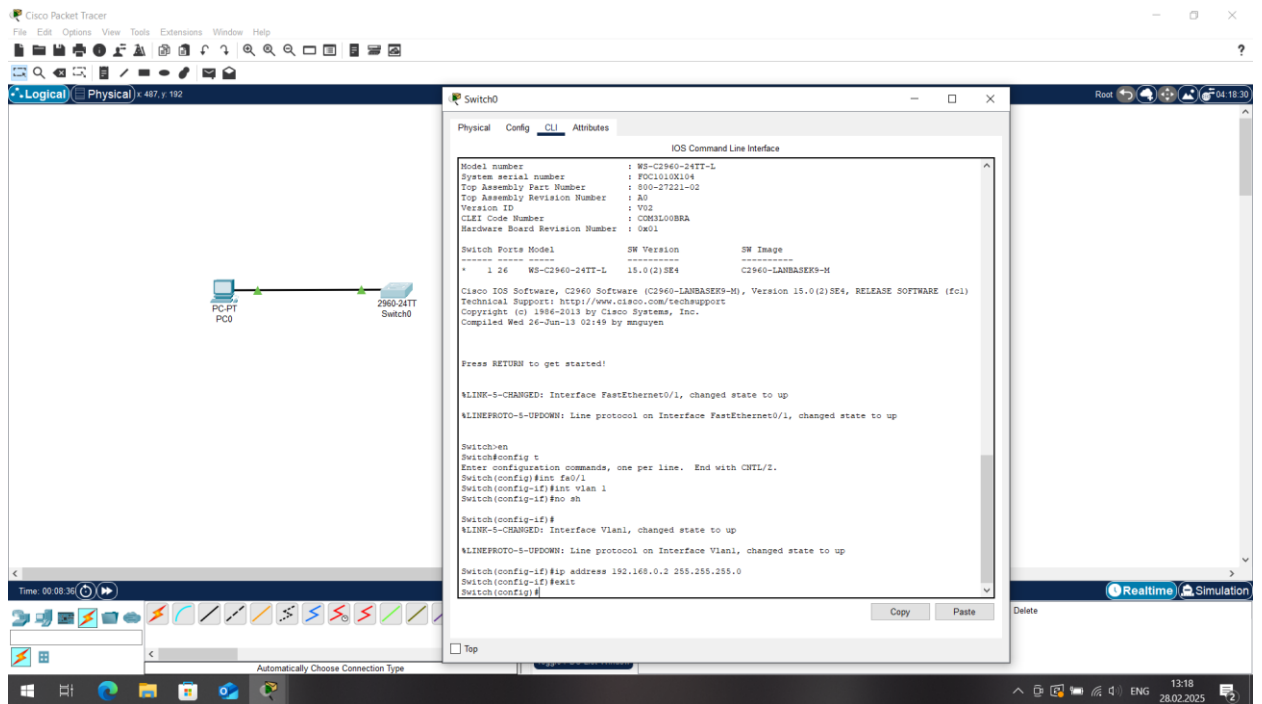 Cisco Packet Tracer
File Edit Options View Tools Extensions Window Help
?
Logical Physical x: 487, y: 192
Root 04:18:30
PC-PT
PC0
2960-24TT
Switch0
Switch0
Physical Config CLI Attributes
IOS Command Line Interface
Model number : WS-C2960-24TT-L
System serial number : FOC1010X104
Top Assembly Part Number : 800-27221-02
Top Assembly Revision Number : A0
Version ID : V02
CLEI Code Number : COM3L00BRA
Hardware Board Revision Number : 0x01
Switch Ports Model SW Version SW Image
------ ----- ----- ---------- ----------
* 1 26 WS-C2960-24TT-L 15.0(2)SE4 C2960-LANBASEK9-M
Cisco IOS Software, C2960 Software (C2960-LANBASEK9-M), Version 15.0(2)SE4, RELEASE SOFTWARE (fc1)
Technical Support: http://www.cisco.com/techsupport
Copyright (c) 1986-2013 by Cisco Systems, Inc.
Compiled Wed 26-Jun-13 02:49 by mnguyen
Press RETURN to get started!
%LINK-5-CHANGED: Interface FastEthernet0/1, changed state to up
%LINEPROTO-5-UPDOWN: Line protocol on Interface FastEthernet0/1, changed state to up
Switch>en
Switch#config t
Enter configuration commands, one per line. End with CNTL/Z.
Switch(config)#int fa0/1
Switch(config-if)#int vlan 1
Switch(config-if)#no sh
Switch(config-if)#
%LINK-5-CHANGED: Interface Vlan1, changed state to up
%LINEPROTO-5-UPDOWN: Line protocol on Interface Vlan1, changed state to up
Switch(config-if)#ip address 192.168.0.2 255.255.255.0
Switch(config-if)#exit
Switch(config)#
Copy Paste
Top
Time: 00:08:36
Realtime Simulation
Delete
Automatically Choose Connection Type
ENG
13:18
28.02.2025
2